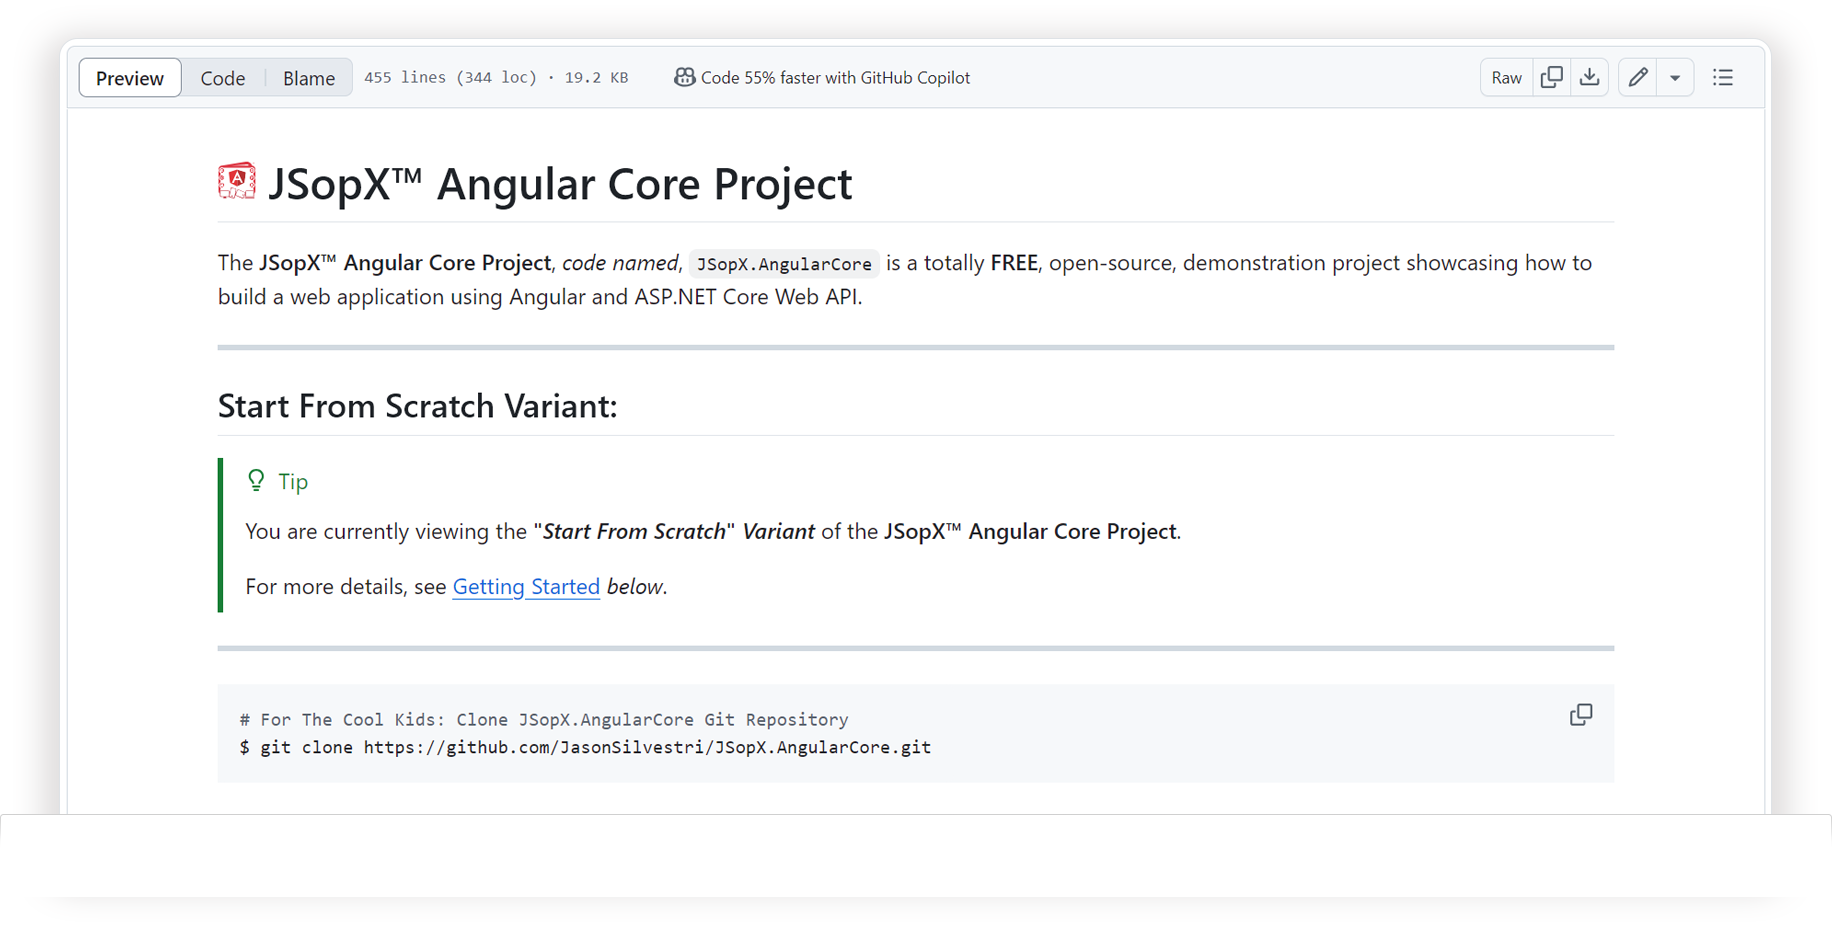 Preview Code Blame 455 lines (344 loc) · 19.2 KB Code 55% faster with GitHub Copilot Raw
JSopX™ Angular Core Project
The JSopX™ Angular Core Project, code named, JSopX.AngularCore is a totally FREE, open-source, demonstration project showcasing how to
build a web application using Angular and ASP.NET Core Web API.
Start From Scratch Variant:
Tip
You are currently viewing the "Start From Scratch" Variant of the JSopX™ Angular Core Project.
For more details, see Getting Started below.
# For The Cool Kids: Clone JSopX.AngularCore Git Repository
$ git clone https://github.com/JasonSilvestri/JSopX.AngularCore.git